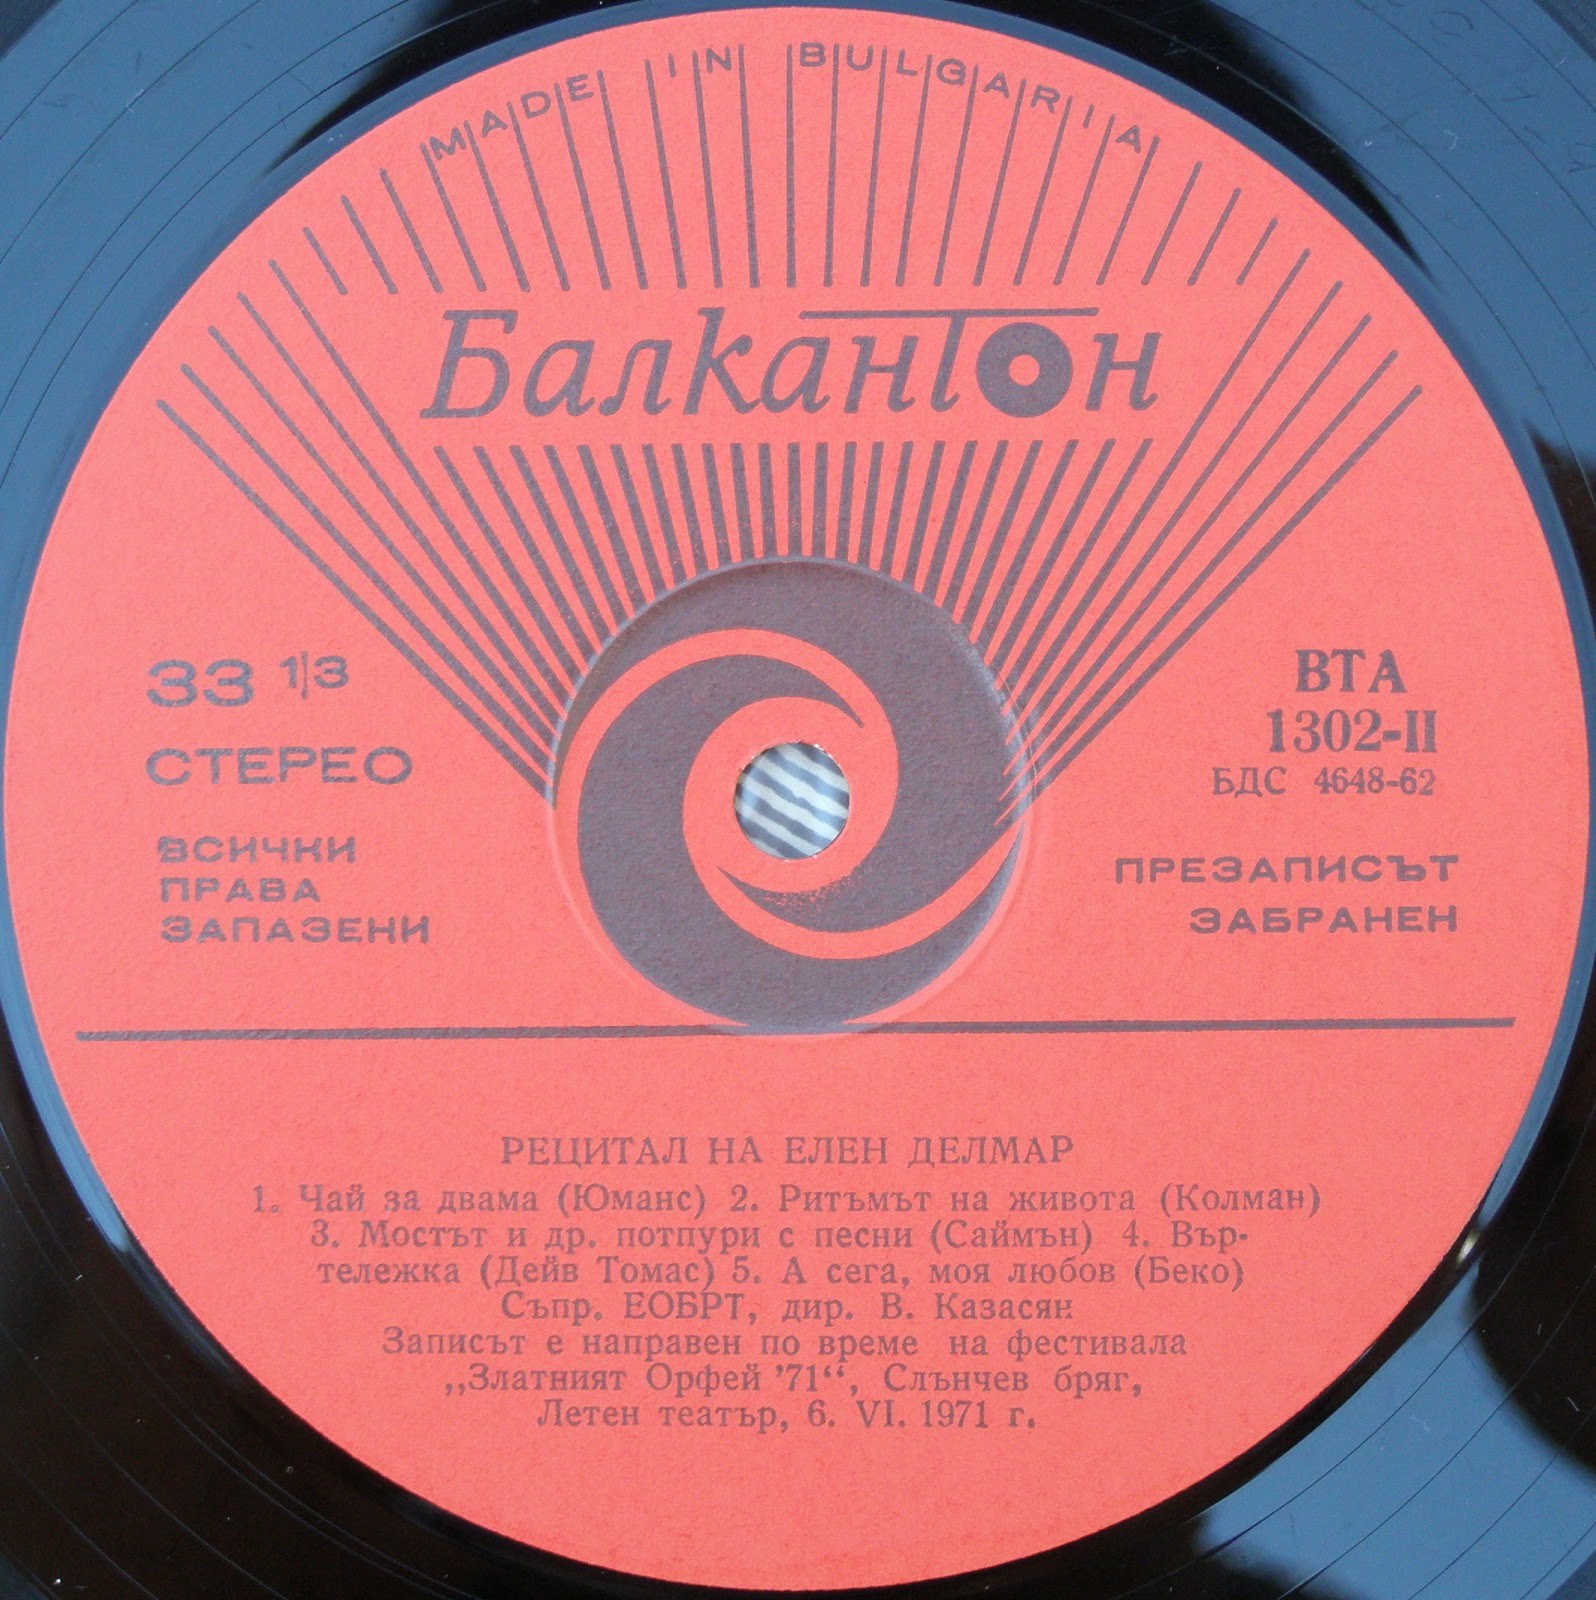 MADE IN BULGARIA
Балкантон
33 1/3
СТЕРЕО
ВСИЧКИ
ПРАВА
ЗАПАЗЕНИ
ВТА
1302-II
БДС 4648-62
ПРЕЗАПИСЪТ
ЗАБРАНЕН
РЕЦИТАЛ НА ЕЛЕН ДЕЛМАР
1. Чай за двама (Юманс) 2. Ритъмът на живота (Колман)
3. Мостът и др. потпури с песни (Саймън) 4. Вър-
тележка (Дейв Томас) 5. А сега, моя любов (Беко)
Съпр. ЕОБРТ, дир. В. Казасян
Записът е направен по време на фестивала
„Златният Орфей '71“, Слънчев бряг,
Летен театър, 6. VI. 1971 г.